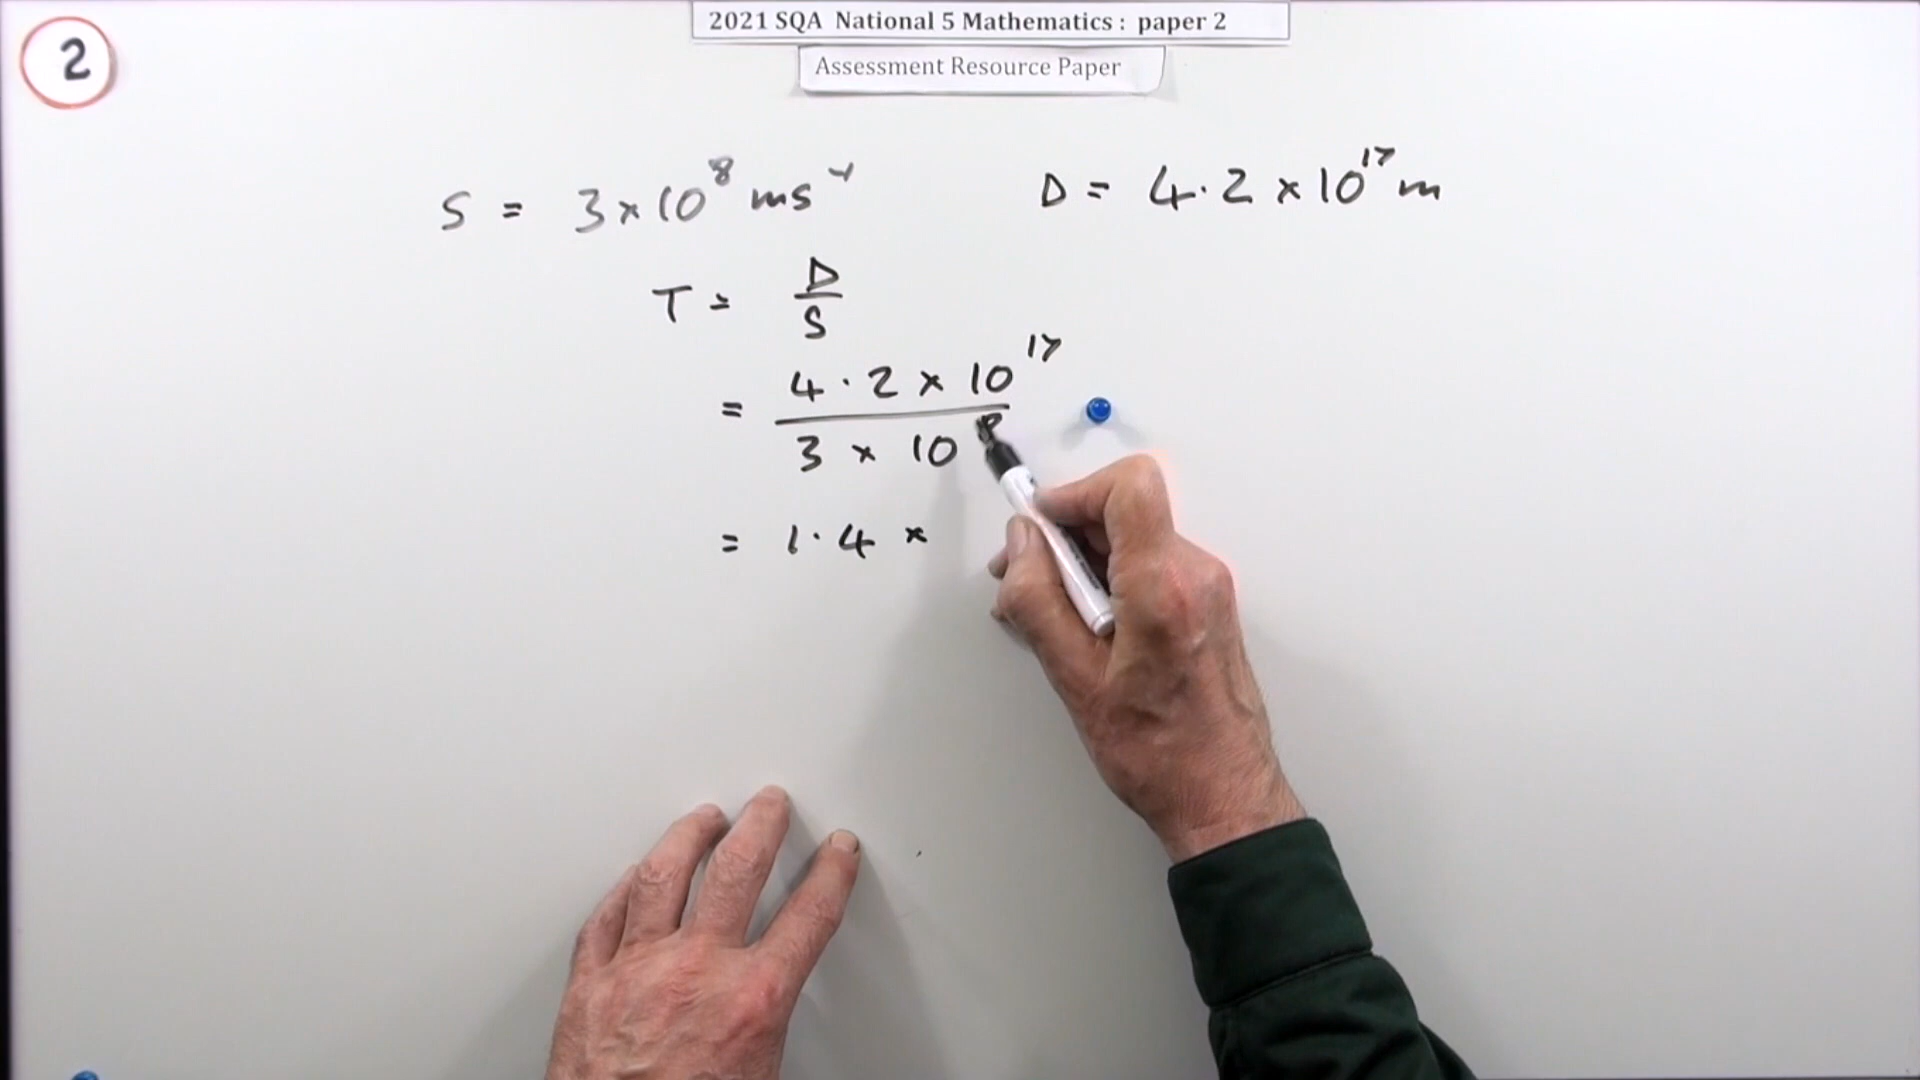 2021 SQA National 5 Mathematics : paper 2
Assessment Resource Paper
2
S = 3 × 10⁸ ms⁻¹ D = 4·2 × 10¹⁷ m
T = D/S
= 4·2 × 10¹⁷
3 × 10⁸
= 1·4 ×